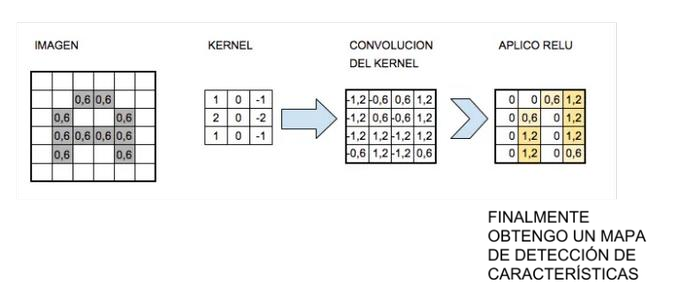 IMAGEN KERNEL CONVOLUCION DEL KERNEL APLICO RELU
0,6 0,6
0,6 0,6
0,6 0,6 0,6 0,6
0,6 0,6
1 0 -1
2 0 -2
1 0 -1
-1,2 -0,6 0,6 1,2
-1,2 0,6 -0,6 1,2
-1,2 1,2 -1,2 1,2
-0,6 1,2 -1,2 0,6
0 0 0,6 1,2
0 0,6 0 1,2
0 1,2 0 1,2
0 1,2 0 0,6
FINALMENTE
OBTENGO UN MAPA
DE DETECCIÓN DE
CARACTERÍSTICAS